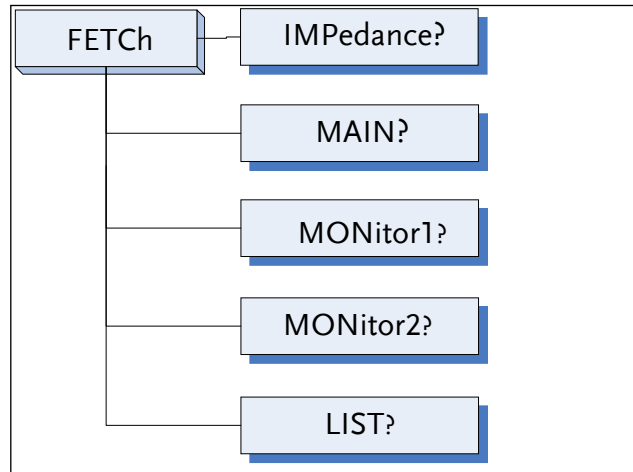 FETCh
IMPedance?
MAIN?
MONitor1?
MONitor2?
LIST?